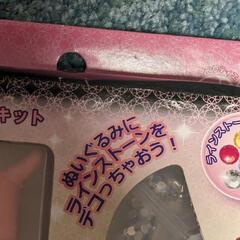 キット
ぬいぐるみに
ラインストーンを
デコっちゃおう!
ラインストーン